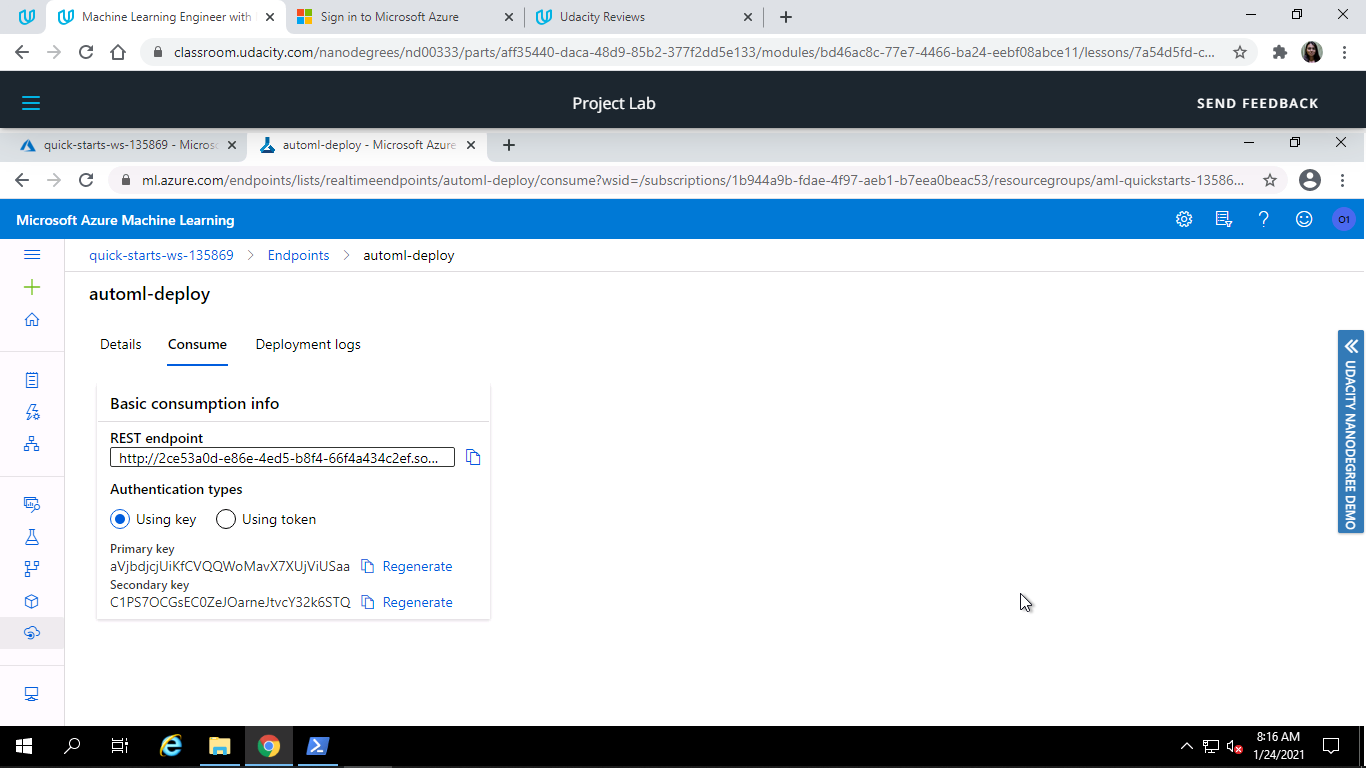 Machine Learning Engineer with
Sign in to Microsoft Azure
Udacity Reviews
classroom.udacity.com/nanodegrees/nd00333/parts/aff35440-daca-48d9-85b2-377f2dd5e133/modules/bd46ac8c-77e7-4466-ba24-eebf08abce11/lessons/7a54d5fd-c...
Project Lab
SEND FEEDBACK
quick-starts-ws-135869 - Micros
automl-deploy - Microsoft Azure
ml.azure.com/endpoints/lists/realtimeendpoints/automl-deploy/consume?wsid=/subscriptions/1b944a9b-fdae-4f97-aeb1-b7eea0beac53/resourcegroups/aml-quickstarts-13586...
Microsoft Azure Machine Learning
O1
quick-starts-ws-135869 > Endpoints > automl-deploy
automl-deploy
Details Consume Deployment logs
Basic consumption info
REST endpoint
http://2ce53a0d-e86e-4ed5-b8f4-66f4a434c2ef.so...
Authentication types
Using key Using token
Primary key
aVjbdjcjUiKfCVQQWoMavX7XUjViUSaa Regenerate
Secondary key
C1PS7OCGsEC0ZeJOarneJtvcY32k6STQ Regenerate
UDACITY NANODEGREE DEMO
8:16 AM
1/24/2021